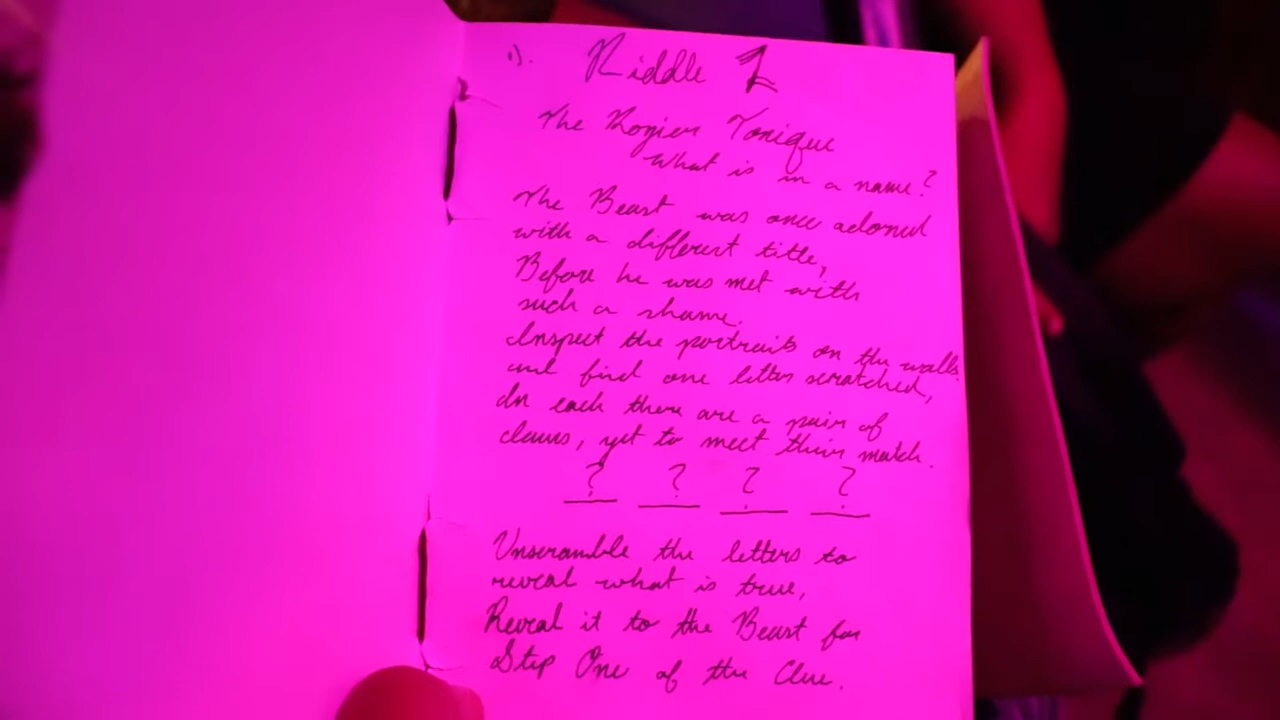 1). Riddle 1
The Rogier Tonique
What is in a name?
The Beast was once adorned
with a different title,
Before he was met with
such a shame.
Inspect the portraits on the walls
and find one letter scratched,
In each there are a pair of
claws, yet to meet their match.
? ? ? ?
Unscramble the letters to
reveal what is true,
Reveal it to the Beast for
Step One of the Clue.